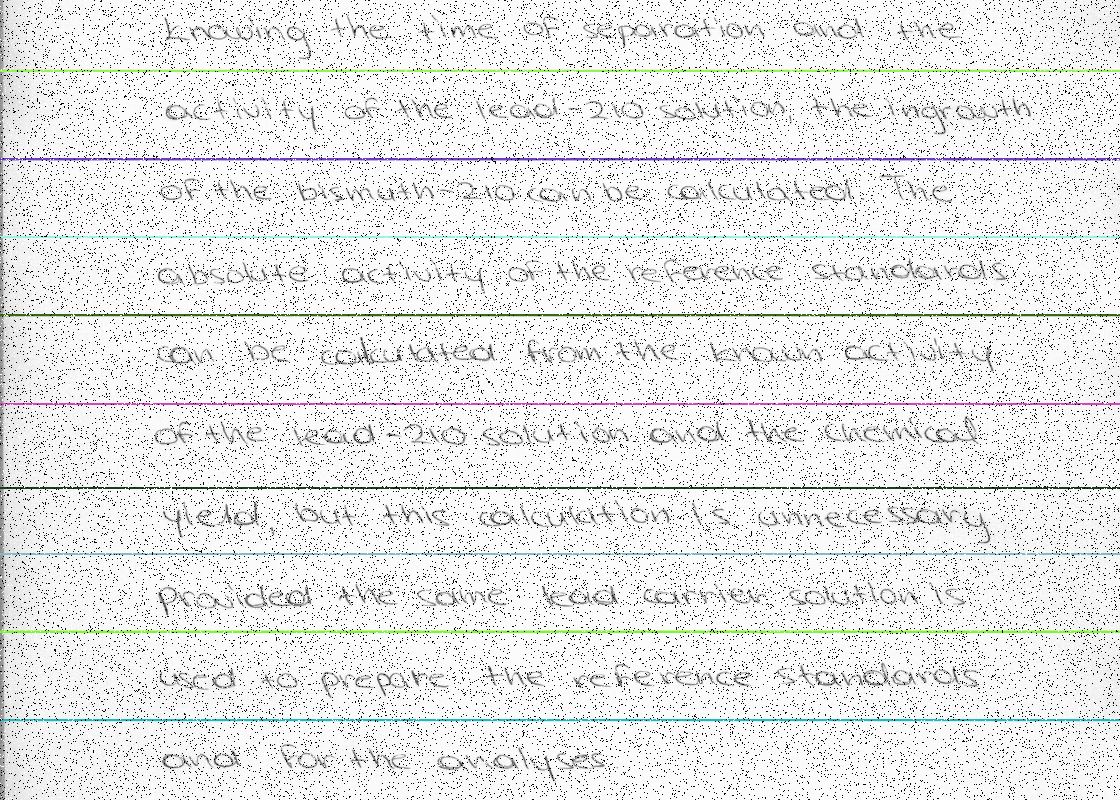 knowing the time of separation and the
activity of the lead-210 solution, the ingrowth
of the bismuth-210 can be calculated. The
absolute activity of the reference standards
can be calculated from the known activity
of the lead-210 solution and the chemical
yield, but this calculation is unnecessary
provided the same lead carrier solution is
used to prepare the reference standards
and for the analyses